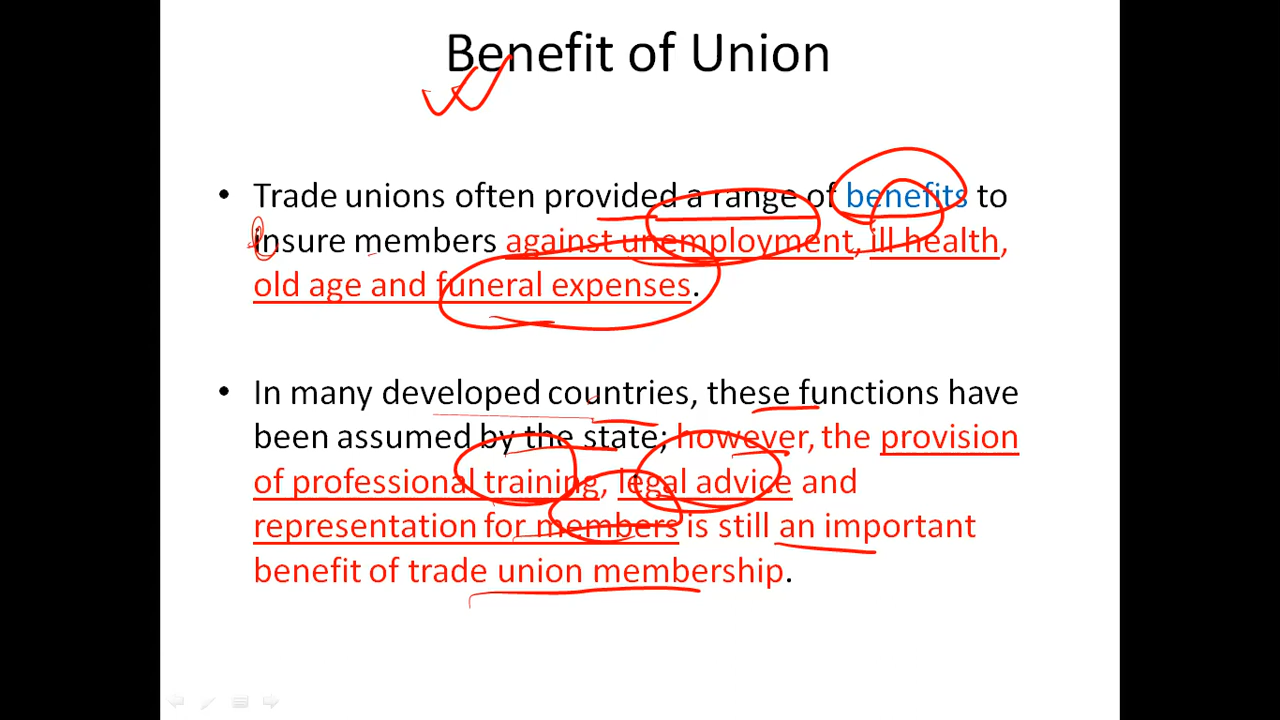 Benefit of Union
• Trade unions often provided a range of benefits to
insure members against unemployment, ill health,
old age and funeral expenses.
• In many developed countries, these functions have
been assumed by the state; however, the provision
of professional training, legal advice and
representation for members is still an important
benefit of trade union membership.